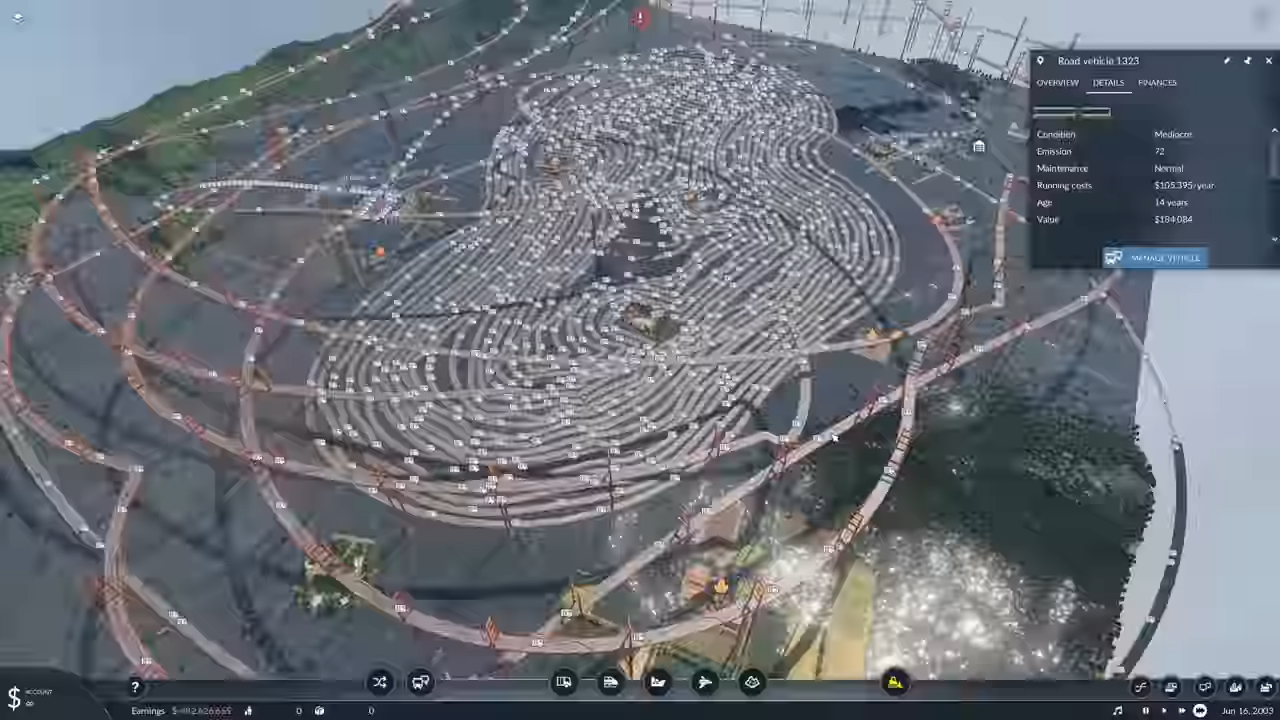 Road vehicle 1323
OVERVIEW DETAILS FINANCES
Condition Mediocre
Emission 72
Maintenance Normal
Running costs $105,395/year
Age 14 years
Value $184,084
MANAGE VEHICLE
$ ACCOUNT
?
Earnings 0 0
Jun 16, 2003